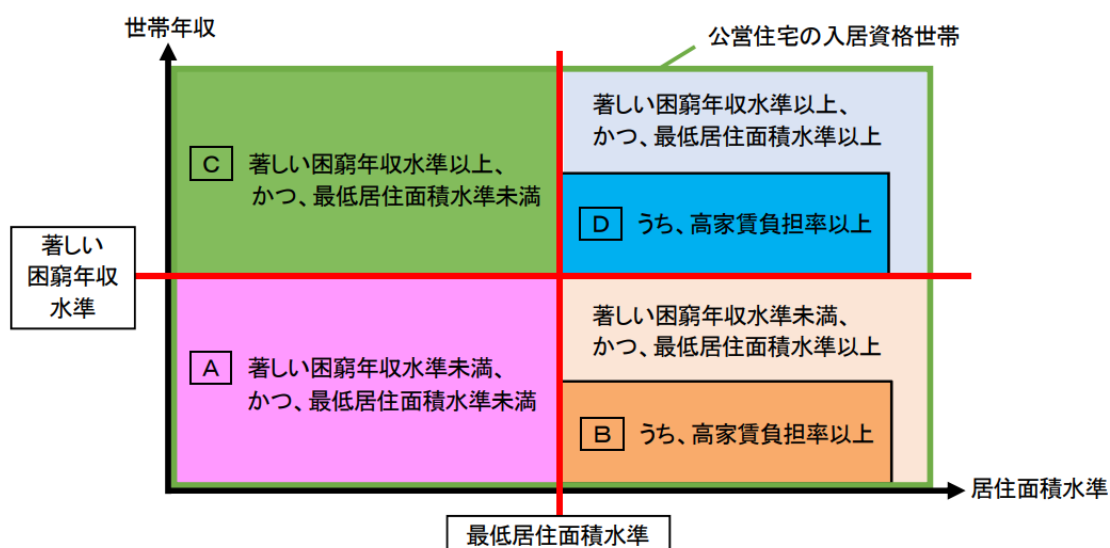 世帯年収
公営住宅の入居資格世帯
C 著しい困窮年収水準以上、
かつ、最低居住面積水準未満
著しい困窮年収水準以上、
かつ、最低居住面積水準以上
D うち、高家賃負担率以上
著しい
困窮年収
水準
A 著しい困窮年収水準未満、
かつ、最低居住面積水準未満
著しい困窮年収水準未満、
かつ、最低居住面積水準以上
B うち、高家賃負担率以上
居住面積水準
最低居住面積水準